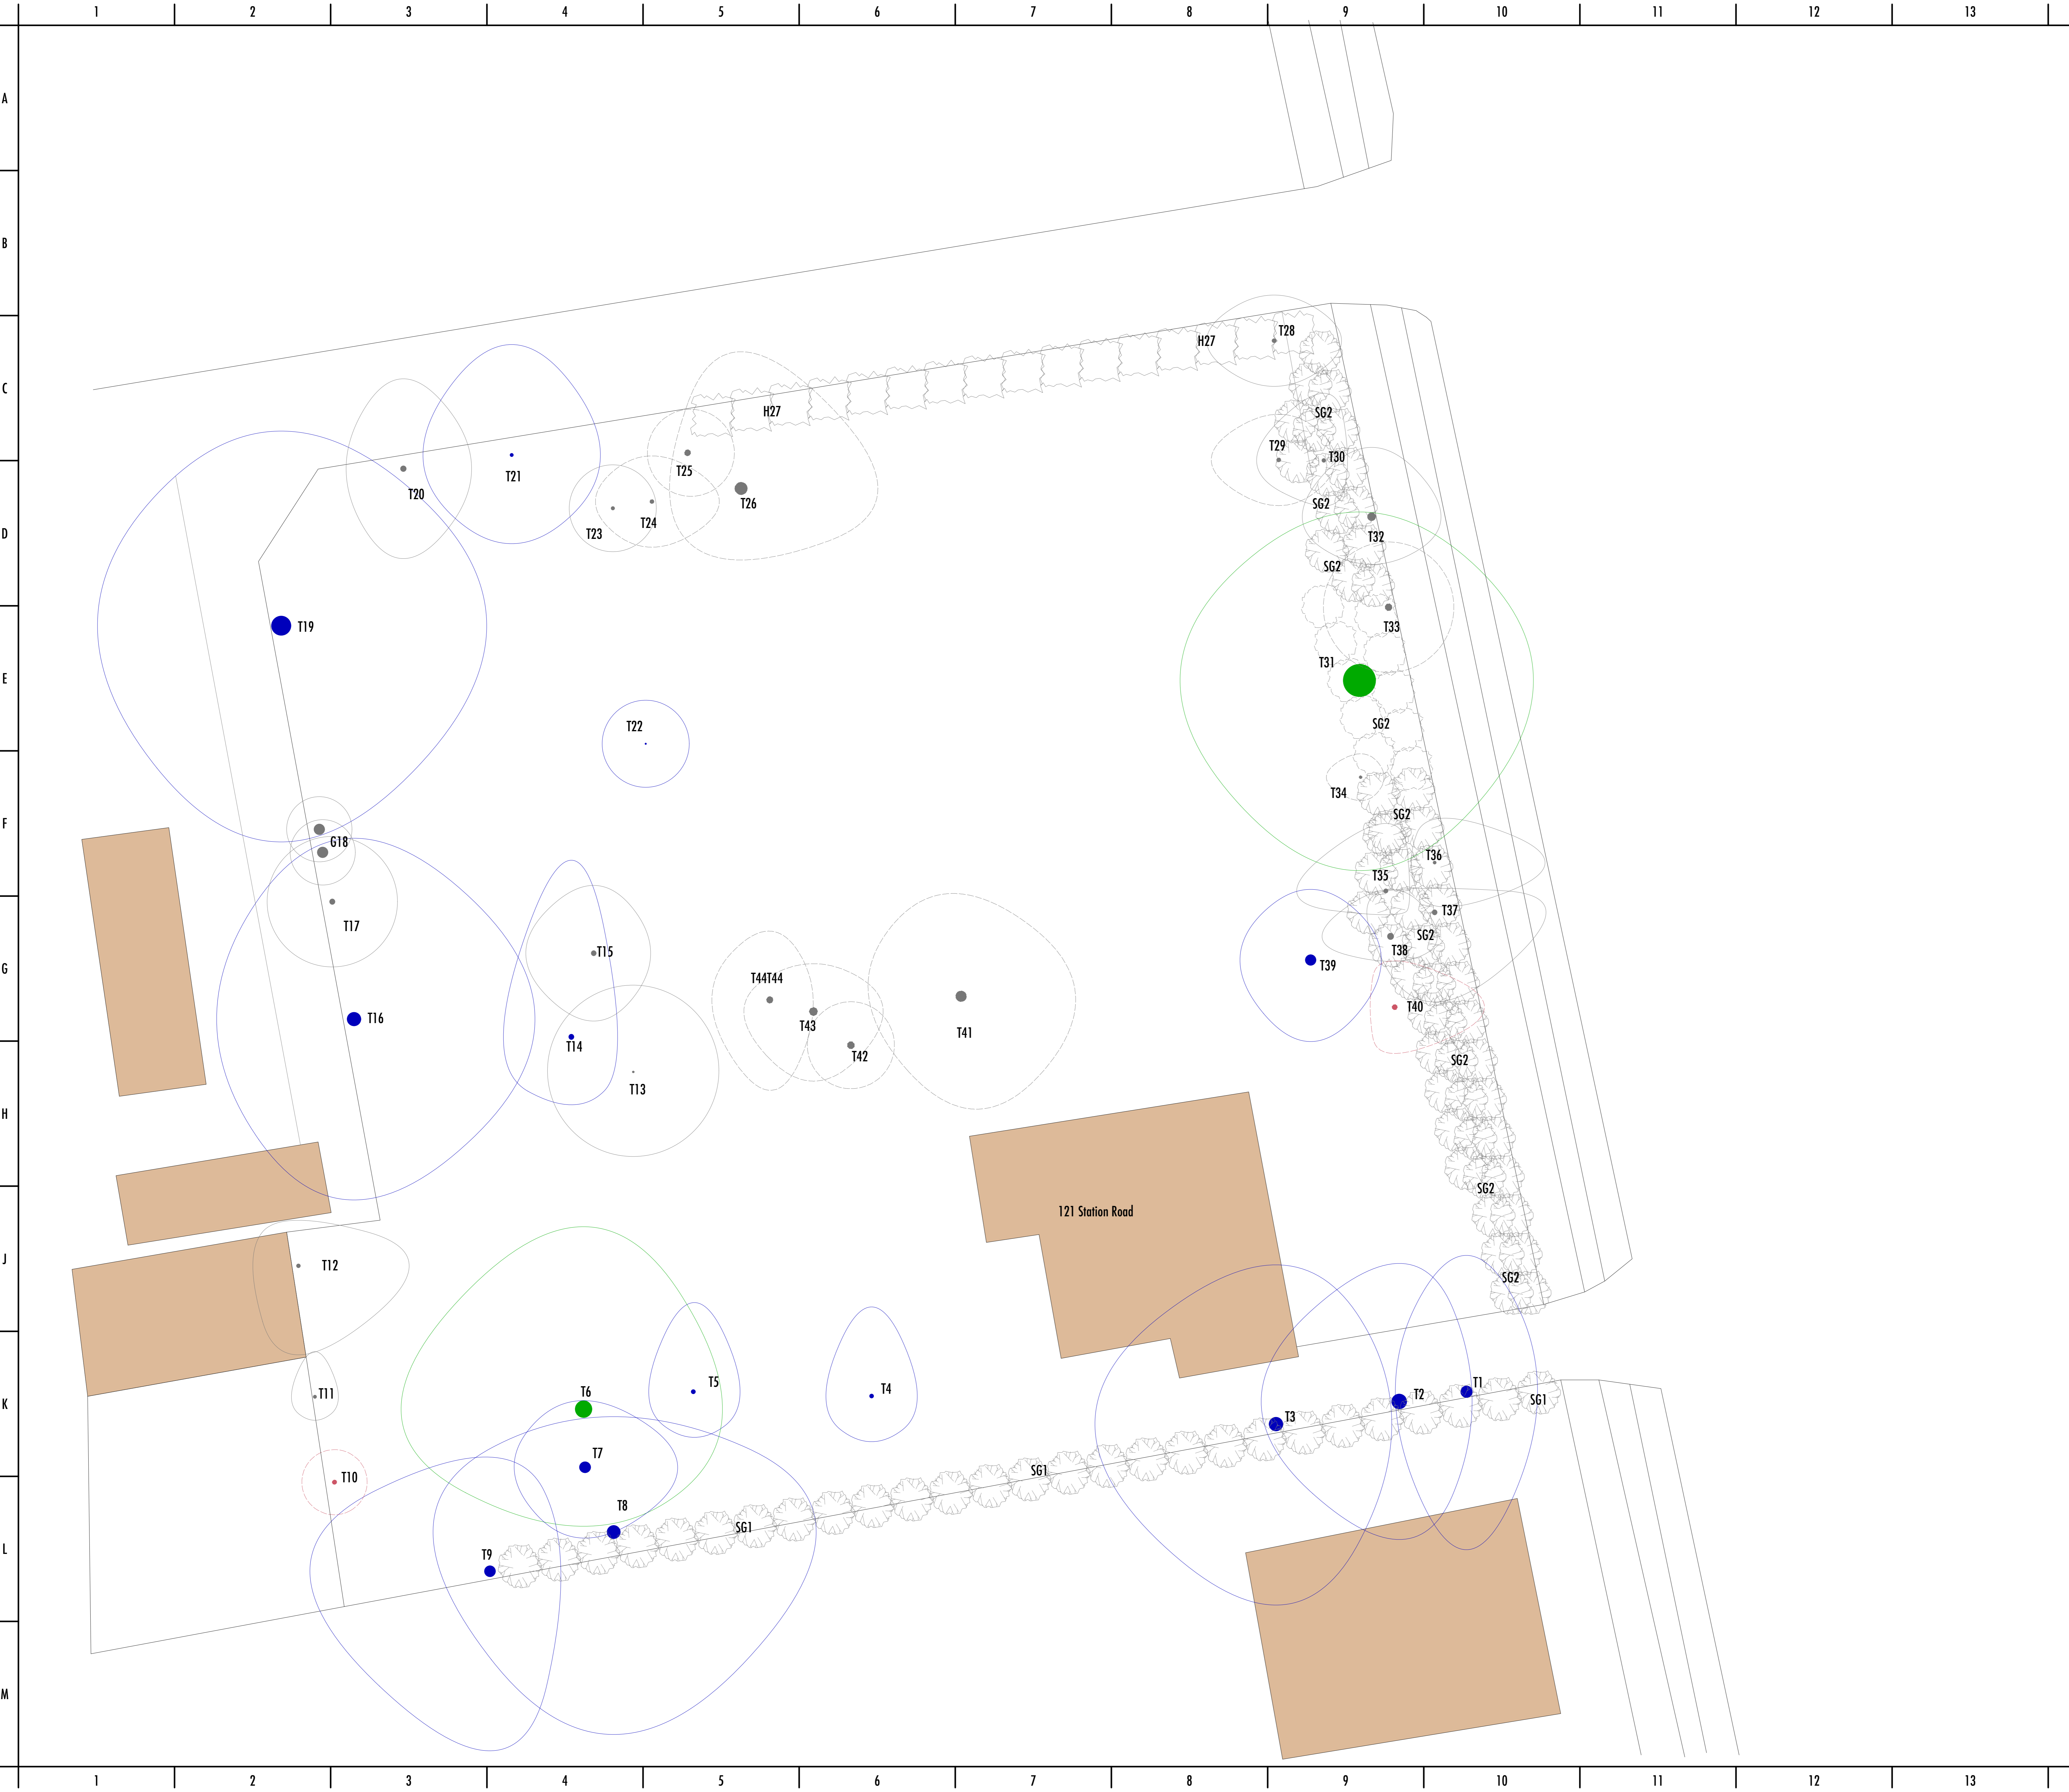 1 2 3 4 5 6 7 8 9 10 11 12 13
A
B
T28
H27
C
H27
SG2
T29
T30
T25
T21
T20
T26
SG2
T24
T23
D
T32
SG2
T19
T33
T31
E
T22
SG2
T34
SG2
F
G18
T36
T35
T37
T17
SG2
T15
T38
T39
G
T44T44
T40
T16
T43
T41
T14
T42
SG2
T13
H
SG2
121 Station Road
J
T12
SG2
T5
T1
T4
T6
T11
T2
SG1
K
T3
T7
SG1
T10
T8
SG1
L
T9
M
1 2 3 4 5 6 7 8 9 10 11 12 13